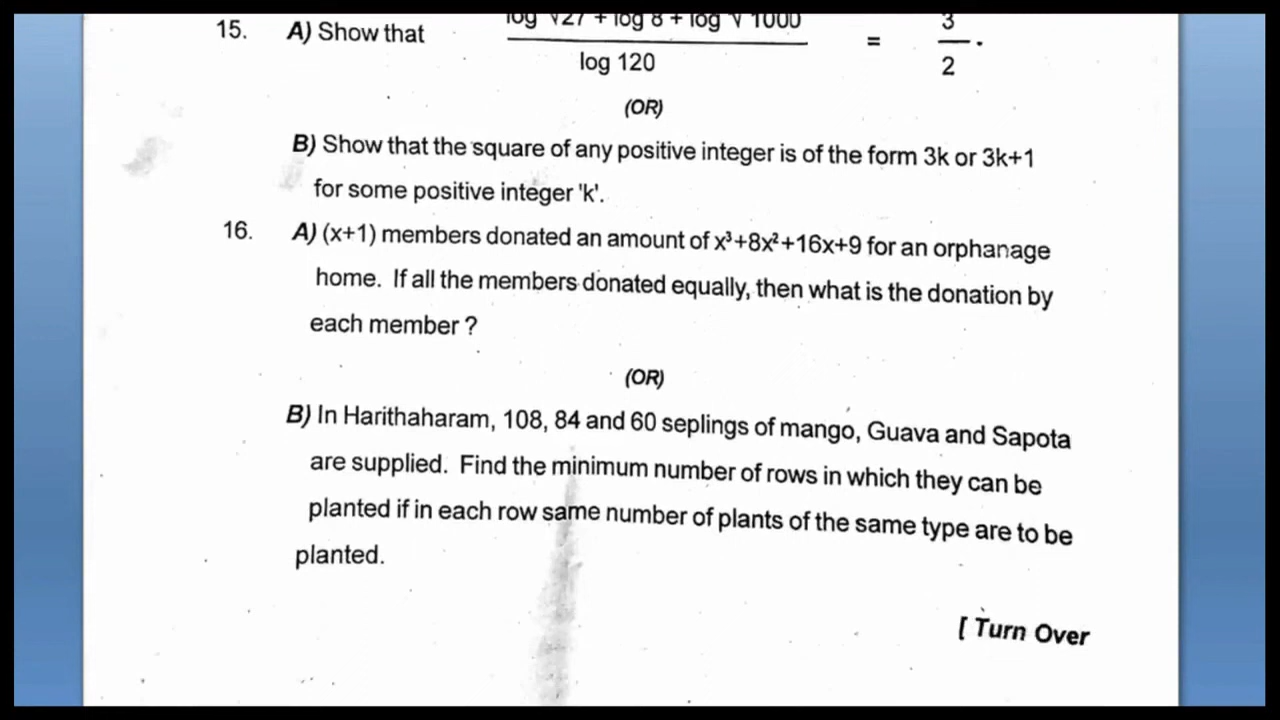 15. A) Show that log √27 + log 8 + log √1000 / log 120 = 3/2.
(OR)
B) Show that the square of any positive integer is of the form 3k or 3k+1
for some positive integer 'k'.
16. A) (x+1) members donated an amount of x³+8x²+16x+9 for an orphanage
home. If all the members donated equally, then what is the donation by
each member ?
(OR)
B) In Harithaharam, 108, 84 and 60 seplings of mango, Guava and Sapota
are supplied. Find the minimum number of rows in which they can be
planted if in each row same number of plants of the same type are to be
planted.
[ Turn Over